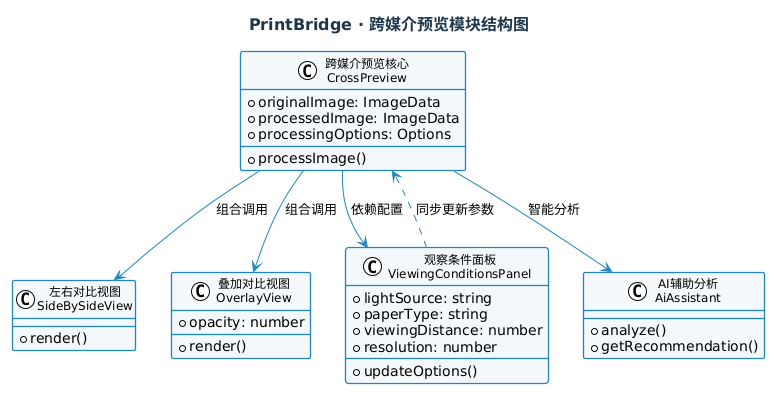 PrintBridge · 跨媒介预览模块结构图
C
跨媒介预览核心
CrossPreview
originalImage: ImageData
processedImage: ImageData
processingOptions: Options
processImage()
组合调用
组合调用
依赖配置
同步更新参数
智能分析
C
左右对比视图
SideBySideView
render()
C
叠加对比视图
OverlayView
opacity: number
render()
C
观察条件面板
ViewingConditionsPanel
lightSource: string
paperType: string
viewingDistance: number
resolution: number
updateOptions()
C
AI辅助分析
AiAssistant
analyze()
getRecommendation()